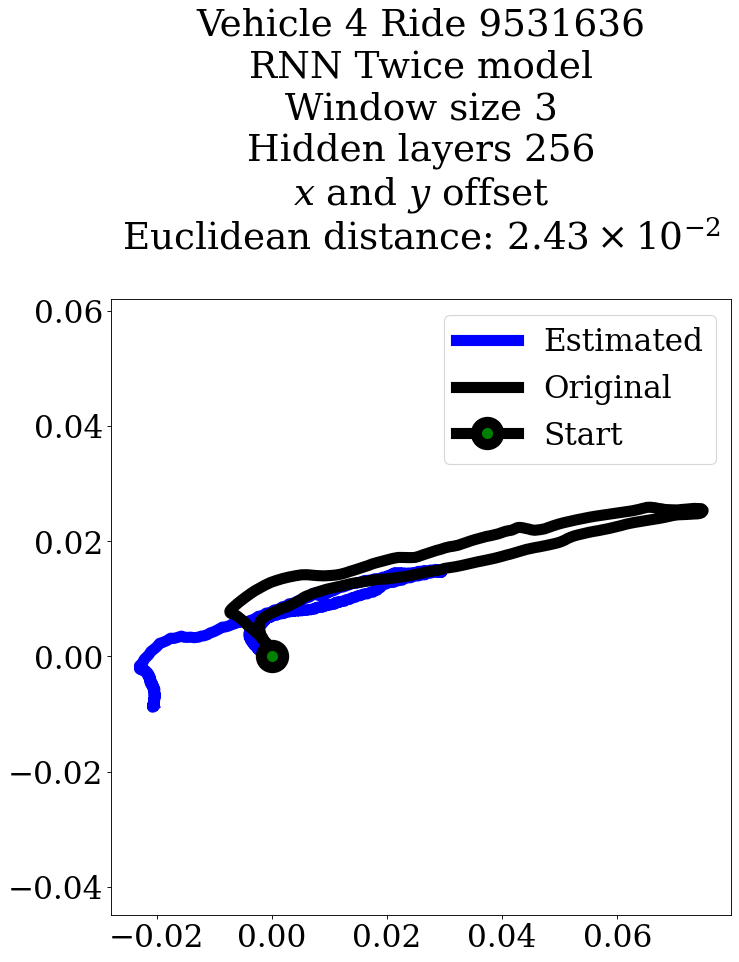 Vehicle 4 Ride 9531636
RNN Twice model
Window size 3
Hidden layers 256
x and y offset
Euclidean distance: 2.43 × 10⁻²
Estimated
Original
Start
0.06
0.04
0.02
0.00
−0.02
−0.04
−0.02 0.00 0.02 0.04 0.06